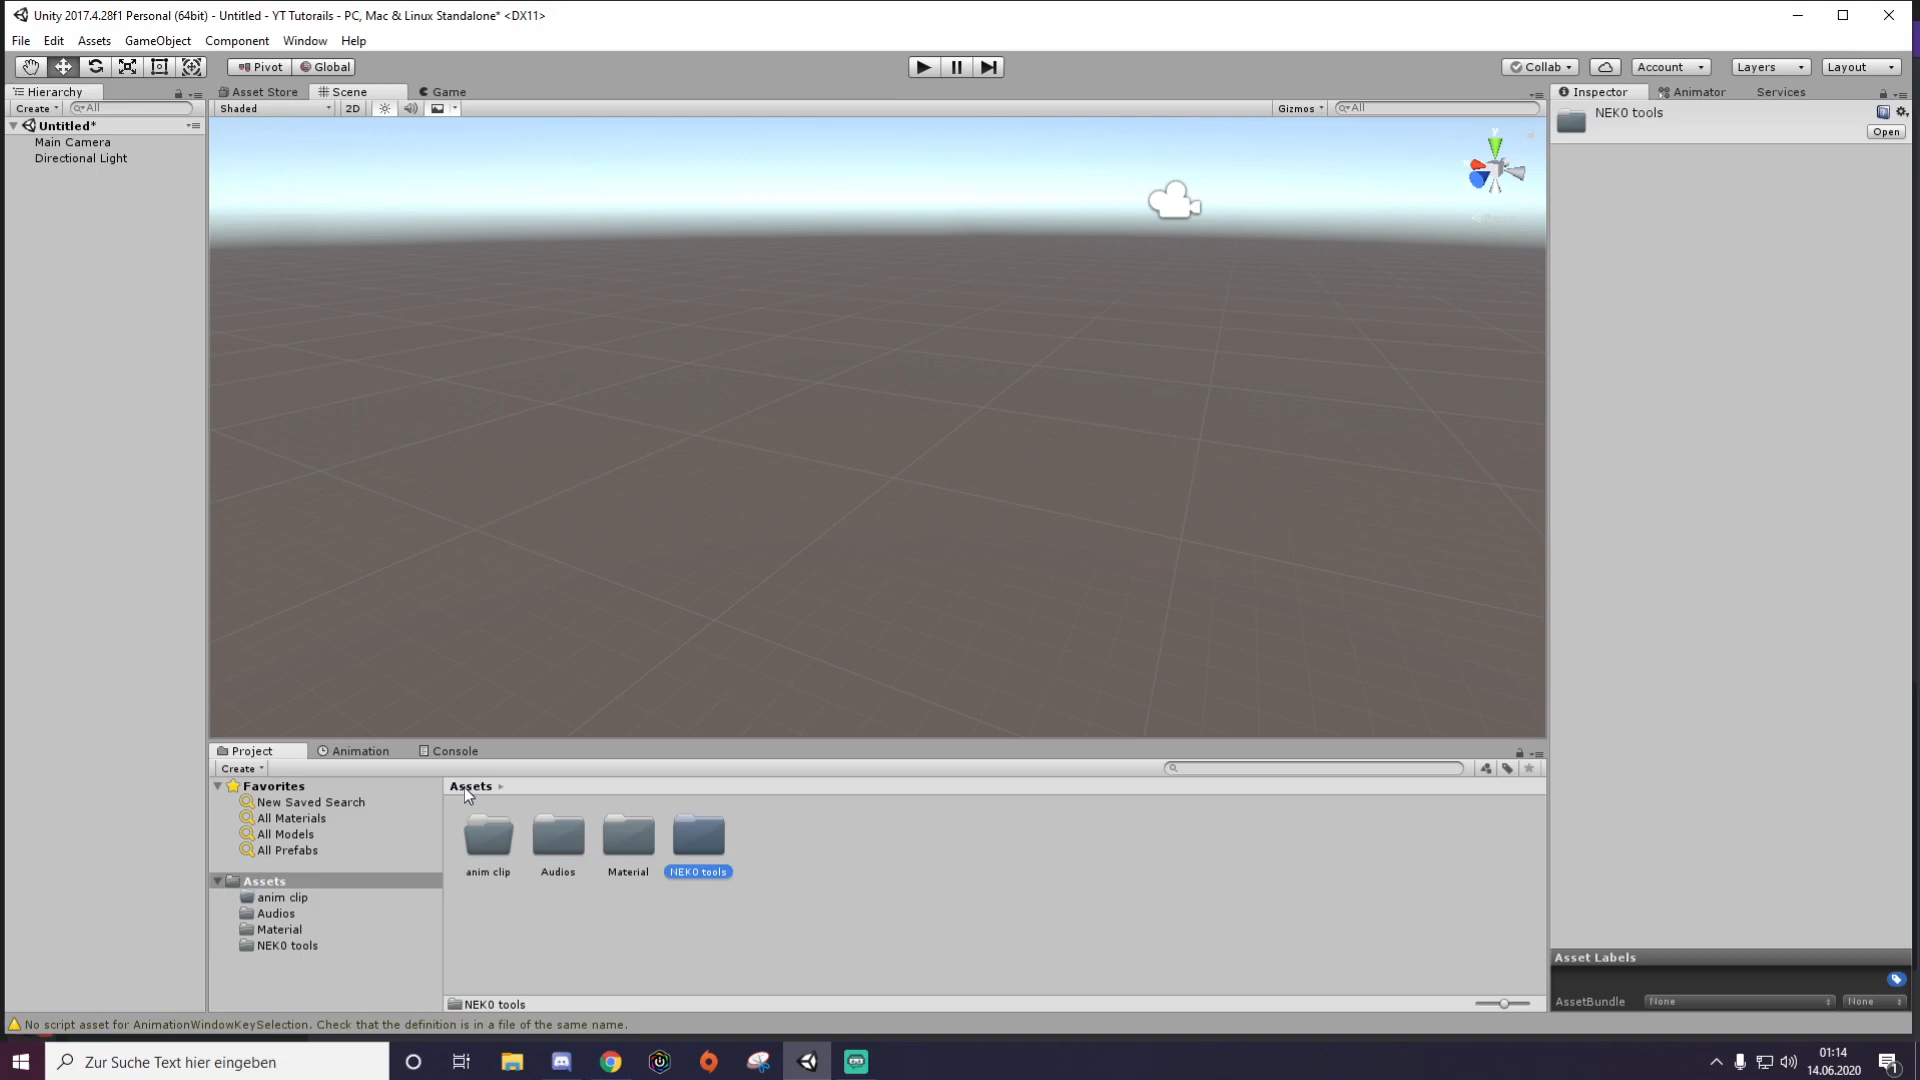 Unity 2017.4.28f1 Personal (64bit) - Untitled - YT Tutorails - PC, Mac & Linux Standalone* <DX11>
File Edit Assets GameObject Component Window Help
Pivot Global Collab Account Layers Layout
Hierarchy Asset Store Scene Game Inspector Animator Services
Create All Shaded 2D Gizmos All
NEKO tools
Open
Untitled*
Main Camera
Directional Light
y
Project Animation Console
Create
Favorites
New Saved Search
All Materials
All Models
All Prefabs
Assets
anim clip
Audios
Material
NEKO tools
Assets
anim clip Audios Material NEKO tools
NEKO tools
Asset Labels
AssetBundle None None
No script asset for AnimationWindowKeySelection. Check that the definition is in a file of the same name.
Zur Suche Text hier eingeben
01:14
14.06.2020
1